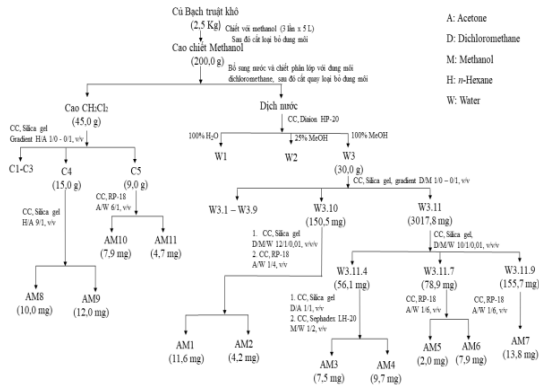 Củ Bạch truật khô
(2,5 Kg)
Chiết với methanol (3 lần x 5 L)
Sau đó cất loại bỏ dung môi
Cao chiết Methanol
(200,0 g)
Bổ sung nước và chiết phân lớp với dung môi
dichloromethane, sau đó cất quay loại bỏ dung môi
A: Acetone
D: Dichloromethane
M: Methanol
H: n-Hexane
W: Water
Cao CH₂Cl₂
(45,0 g)
Dịch nước
CC, Silica gel
Gradient H/A 1/0 - 0/1, v/v
CC, Diaion HP-20
100% H₂O
25% MeOH
100% MeOH
C1-C3
C4
(15,0 g)
C5
(9,0 g)
W1
W2
W3
(30,0 g)
CC, Silica gel
H/A 9/1, v/v
CC, RP-18
A/W 6/1, v/v
CC, Silica gel, gradient D/M 1/0 – 0/1, v/v
AM10
(7,9 mg)
AM11
(4,7 mg)
W3.1 – W3.9
W3.10
(150,5 mg)
W3.11
(3017,8 mg)
1. CC, Silica gel
D/M/W 12/1/0,01, v/v/v
2. CC, RP-18
A/W 1/4, v/v
CC, Silica gel,
D/M/W 10/1/0,01, v/v/v
AM8
(10,0 mg)
AM9
(12,0 mg)
W3.11.4
(56,1 mg)
W3.11.7
(78,9 mg)
W3.11.9
(155,7 mg)
1. CC, Silica gel
D/A 1/1, v/v
2. CC, Sephadex LH-20
M/W 1/2, v/v
CC, RP-18
A/W 1/6, v/v
CC, RP-18
A/W 1/6, v/v
AM1
(11,6 mg)
AM2
(4,2 mg)
AM3
(7,5 mg)
AM4
(9,7 mg)
AM5
(2,0 mg)
AM6
(7,9 mg)
AM7
(13,8 mg)